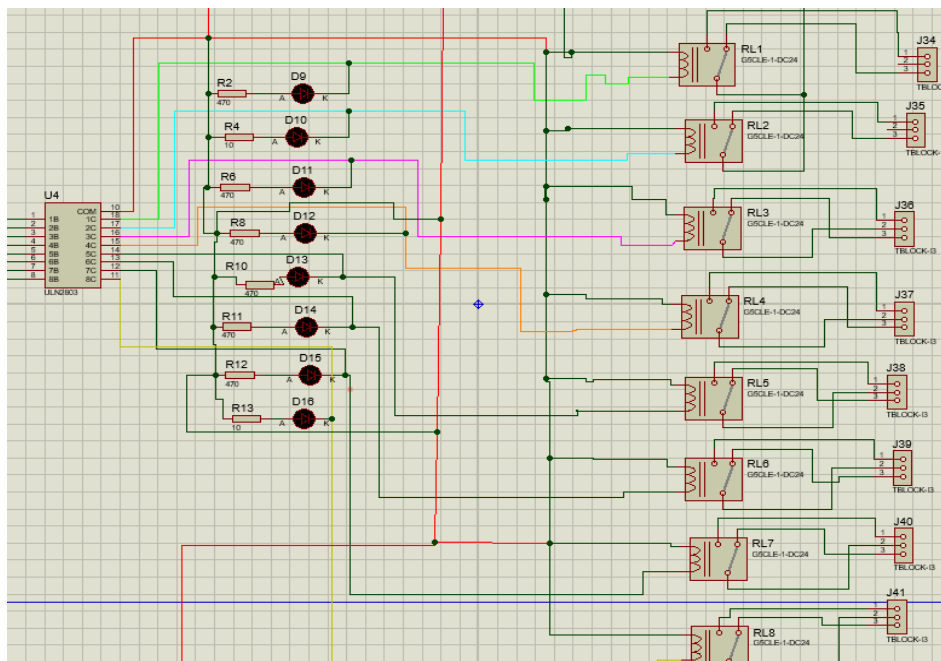 U4
1 1B
2 2B
3 3B
4 4B
5 5B
6 6B
7 7B
8 8B
COM 10
1C 18
2C 17
3C 16
4C 15
5C 14
6C 13
7C 12
8C 11
ULN2803
R2
470
D9
A K
R4
10
D10
A K
R6
470
D11
A K
R8
470
D12
A K
R10
470
D13
A K
R11
470
D14
A K
R12
470
D15
A K
R13
10
D16
A K
RL1
G5CLE-1-DC24
RL2
G5CLE-1-DC24
RL3
G5CLE-1-DC24
RL4
G5CLE-1-DC24
RL5
G5CLE-1-DC24
RL6
G5CLE-1-DC24
RL7
G5CLE-1-DC24
RL8
G5CLE-1-DC24
J34
1
2
3
TBLOC
J35
1
2
3
TBLOCK-
J36
1
2
3
TBLOCK-I3
J37
1
2
3
TBLOCK-I3
J38
1
2
3
TBLOCK-I3
J39
1
2
3
TBLOCK-I3
J40
1
2
3
TBLOCK-I3
J41
1
2
3
TBLOCK-I3